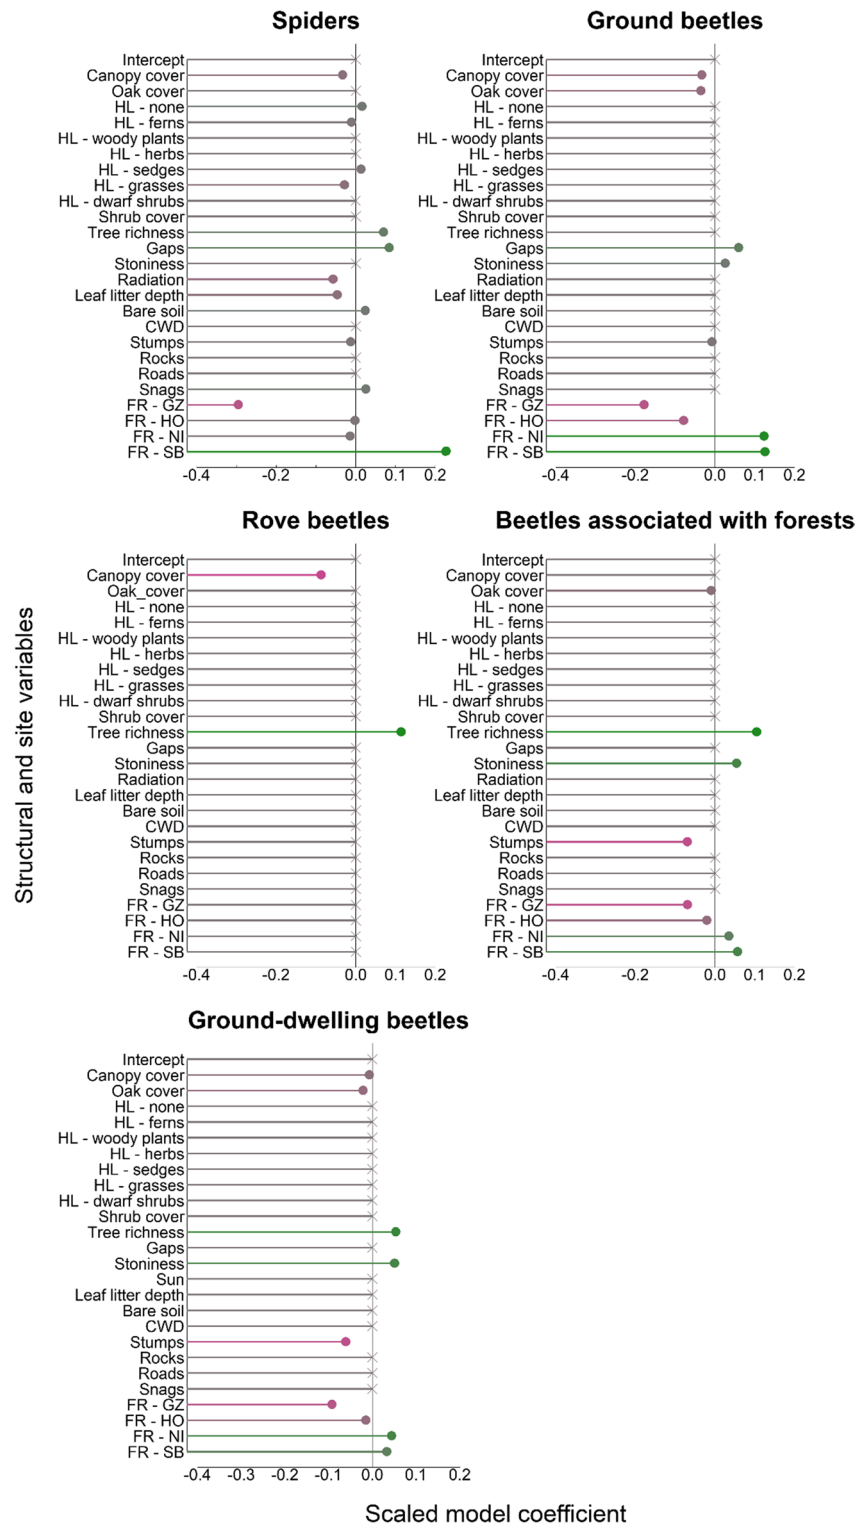 Spiders
Intercept
Canopy cover
Oak cover
HL - none
HL - ferns
HL - woody plants
HL - herbs
HL - sedges
HL - grasses
HL - dwarf shrubs
Shrub cover
Tree richness
Gaps
Stoniness
Radiation
Leaf litter depth
Bare soil
CWD
Stumps
Rocks
Roads
Snags
FR - GZ
FR - HO
FR - NI
FR - SB
-0.4 -0.2 0.0 0.1 0.2
Ground beetles
Intercept
Canopy cover
Oak cover
HL - none
HL - ferns
HL - woody plants
HL - herbs
HL - sedges
HL - grasses
HL - dwarf shrubs
Shrub cover
Tree richness
Gaps
Stoniness
Radiation
Leaf litter depth
Bare soil
CWD
Stumps
Rocks
Roads
Snags
FR - GZ
FR - HO
FR - NI
FR - SB
-0.4 -0.2 0.0 0.1 0.2
Structural and site variables
Rove beetles
Intercept
Canopy cover
Oak_cover
HL - none
HL - ferns
HL - woody plants
HL - herbs
HL - sedges
HL - grasses
HL - dwarf shrubs
Shrub cover
Tree richness
Gaps
Stoniness
Radiation
Leaf litter depth
Bare soil
CWD
Stumps
Rocks
Roads
Snags
FR - GZ
FR - HO
FR - NI
FR - SB
-0.4 -0.2 0.0 0.1 0.2
Beetles associated with forests
Intercept
Canopy cover
Oak cover
HL - none
HL - ferns
HL - woody plants
HL - herbs
HL - sedges
HL - grasses
HL - dwarf shrubs
Shrub cover
Tree richness
Gaps
Stoniness
Radiation
Leaf litter depth
Bare soil
CWD
Stumps
Rocks
Roads
Snags
FR - GZ
FR - HO
FR - NI
FR - SB
-0.4 -0.2 0.0 0.1 0.2
Ground-dwelling beetles
Intercept
Canopy cover
Oak cover
HL - none
HL - ferns
HL - woody plants
HL - herbs
HL - sedges
HL - grasses
HL - dwarf shrubs
Shrub cover
Tree richness
Gaps
Stoniness
Sun
Leaf litter depth
Bare soil
CWD
Stumps
Rocks
Roads
Snags
FR - GZ
FR - HO
FR - NI
FR - SB
-0.4 -0.3 -0.2 -0.1 0.0 0.1 0.2
Scaled model coefficient